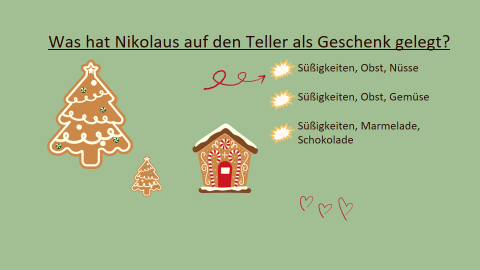 Was hat Nikolaus auf den Teller als Geschenk gelegt?
Süßigkeiten, Obst, Nüsse
Süßigkeiten, Obst, Gemüse
Süßigkeiten, Marmelade,
Schokolade